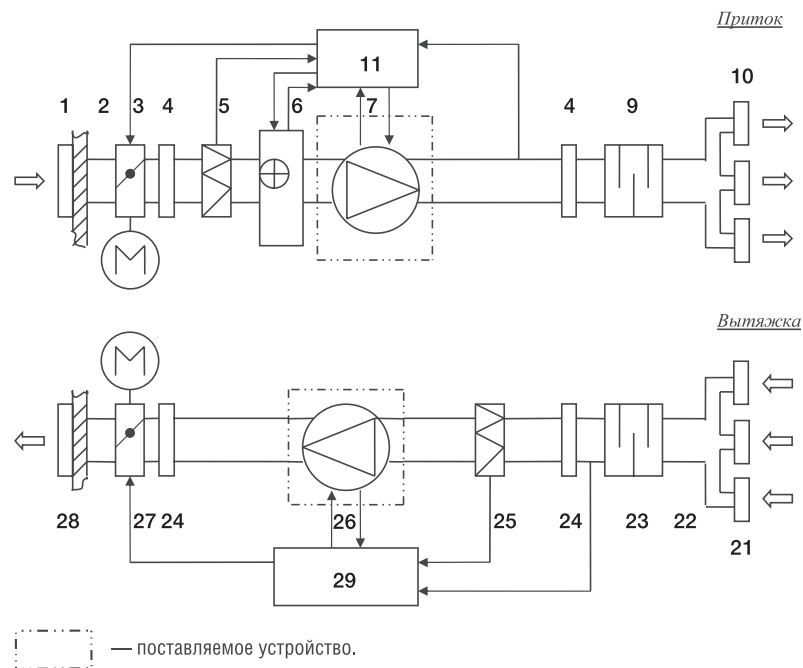 Приток
11
10
1 2 3 4 5 6 7 4 9
M
Вытяжка
M
28 27 24 26 25 24 23 22 21
29
— поставляемое устройство.